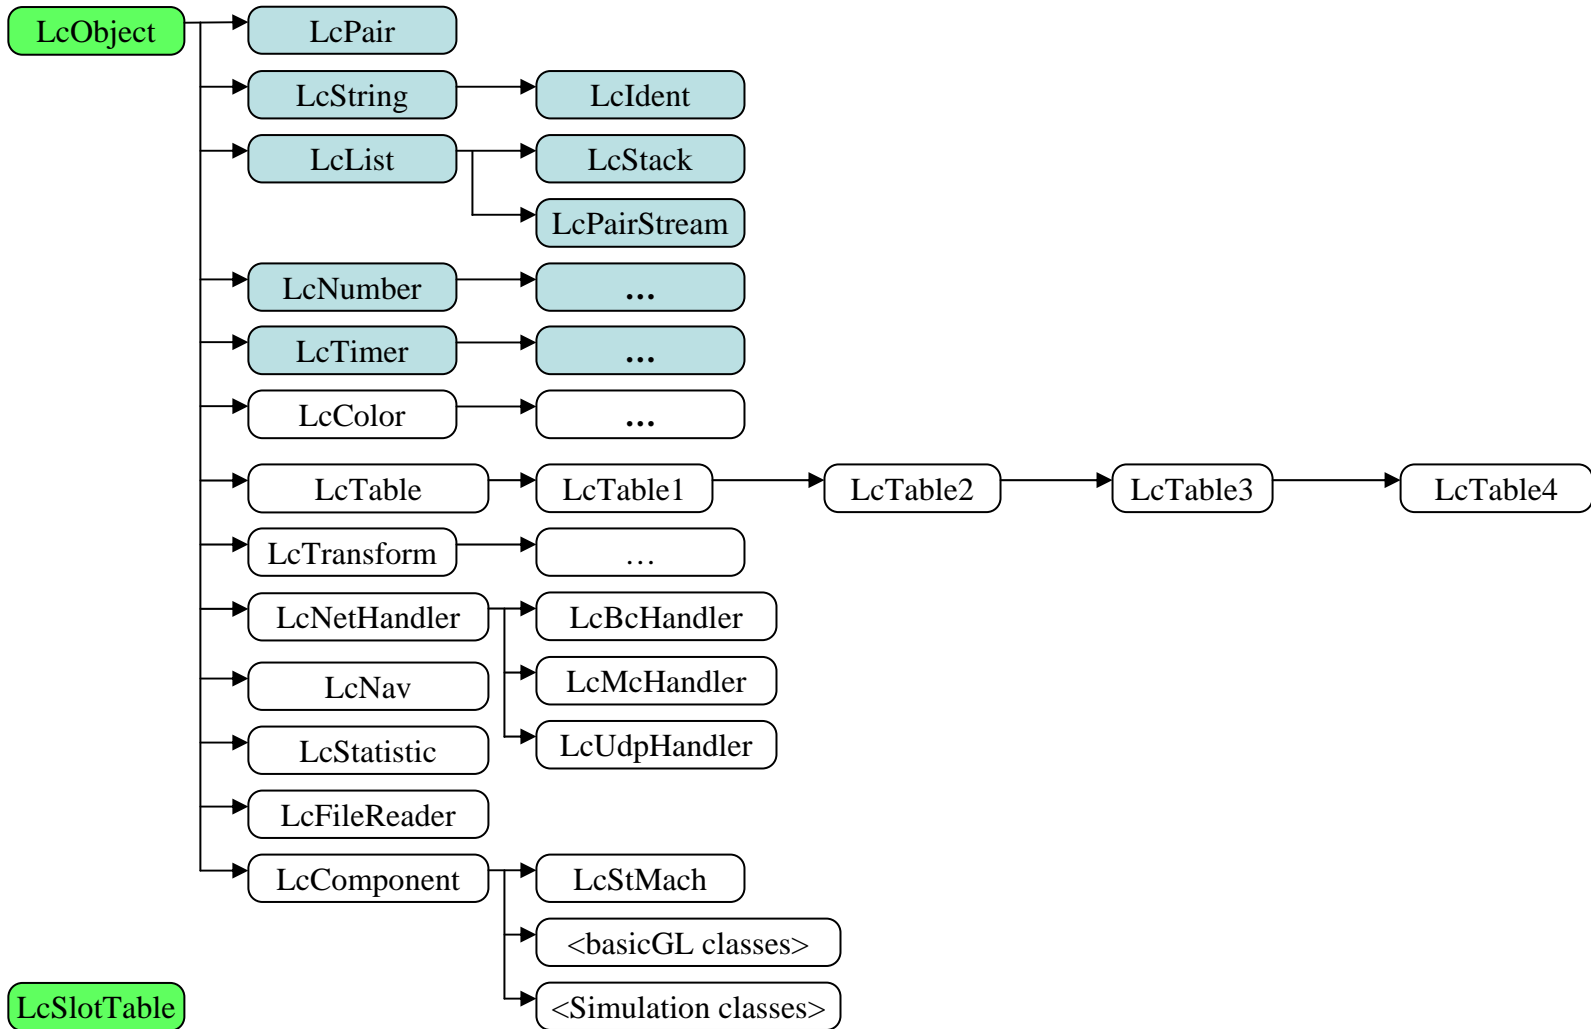 LcObject
LcPair
LcString
LcIdent
LcList
LcStack
LcPairStream
LcNumber
...
LcTimer
...
LcColor
...
LcTable
LcTable1
LcTable2
LcTable3
LcTable4
LcTransform
...
LcNetHandler
LcBcHandler
LcMcHandler
LcNav
LcUdpHandler
LcStatistic
LcFileReader
LcComponent
LcStMach
<basicGL classes>
LcSlotTable
<Simulation classes>